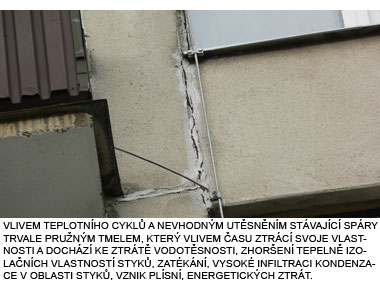 VLIVEM TEPLOTNÍHO CYKLŮ A NEVHODNÝM UTĚSNĚNÍM STÁVAJÍCÍ SPÁRY
TRVALE PRUŽNÝM TMELEM, KTERÝ VLIVEM ČASU ZTRÁCÍ SVOJE VLAST-
NOSTI A DOCHÁZÍ KE ZTRÁTĚ VODOTĚSNOSTI, ZHORŠENÍ TEPELNĚ IZO-
LAČNÍCH VLASTNOSTÍ STYKŮ, ZATÉKÁNÍ, VYSOKÉ INFILTRACI KONDENZA-
CE V OBLASTI STYKŮ, VZNIK PLÍSNÍ, ENERGETICKÝCH ZTRÁT.